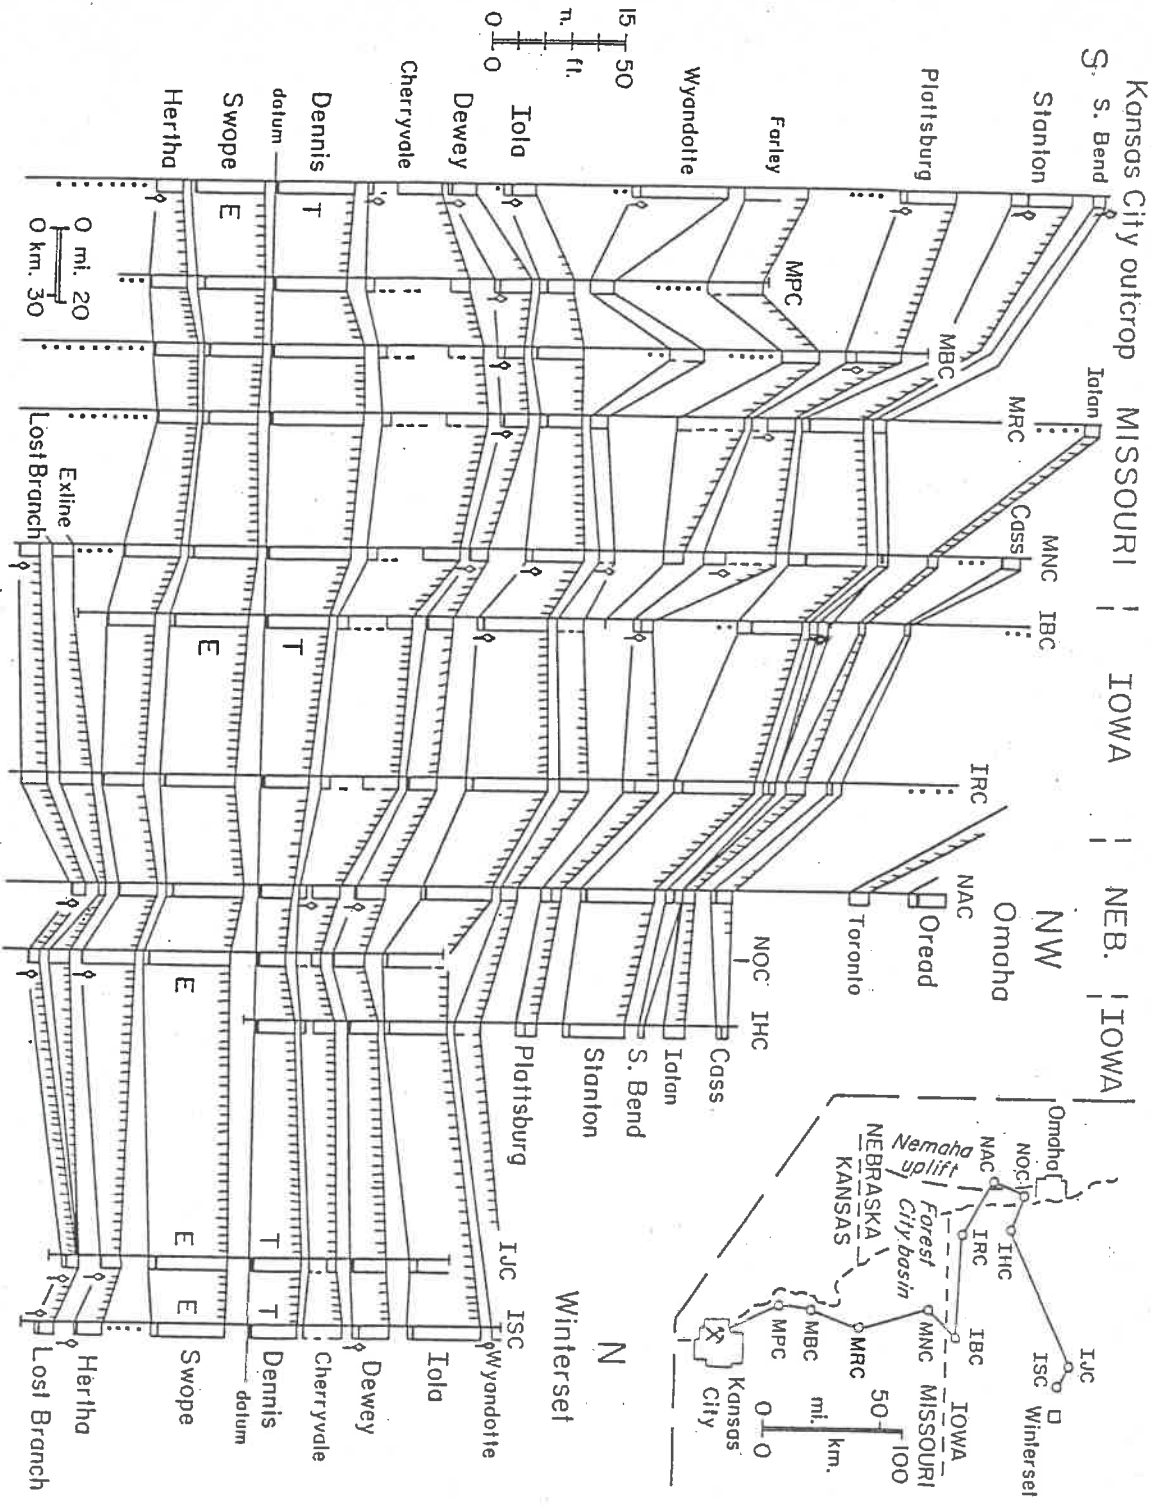 Kansas City outcrop
MISSOURI
IOWA
NEB.
IOWA
S
S. Bend
Stanton
Plattsburg
Farley
Wyandotte
Iola
Dewey
Cherryvale
Dennis
datum
Swope
Hertha
15
0
50
0
ft.
0 mi. 20
0 km. 30
Iatan
MPC
MBC
MRC
MNC
IBC
IRC
NAC
NOC
IHC
IJC
ISC
Cass
Exline
Lost Branch
E
T
E
T
E
E
T
E
T
NW
Omaha
Oread
Toronto
Cass
Iatan
S. Bend
Stanton
Plattsburg
N
Winterset
Wyandotte
Iola
Dewey
Cherryvale
Dennis
datum
Swope
Hertha
Lost Branch
Omaha
NOC
NAC
Nemaha
uplift
NEBRASKA
KANSAS
Forest
City basin
IHC
IRC
IJC
ISC
Winterset
IBC
MNC
MRC
MBC
MPC
IOWA
MISSOURI
Kansas
City
0
50
mi.
km.
0
100